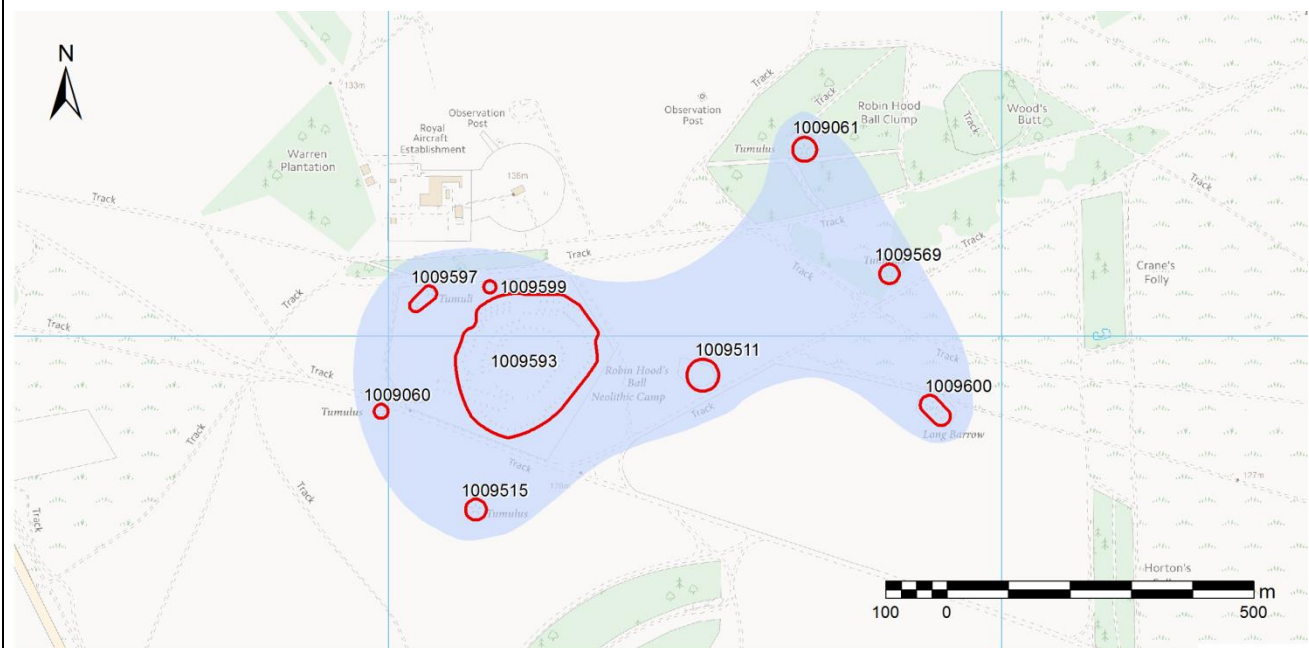 N
133m
Track
Observation
Post
Royal
Aircraft
Establishment
136m
Warren
Plantation
Track
Observation
Post
Track
Track
Robin Hood
Ball Clump
Wood's
Butt
Track
1009061
Tumulus
Track
Track
Track
Track
1009597
Tumuli
1009599
1009569
Track
Track
Crane's
Folly
Track
1009593
Robin Hood's
Ball
Neolithic Camp
1009511
Track
Track
1009600
Long Barrow
1009060
Tumulus
Track
Track
1009515
Tumulus
127m
Track
Horton's
m
100 0 500